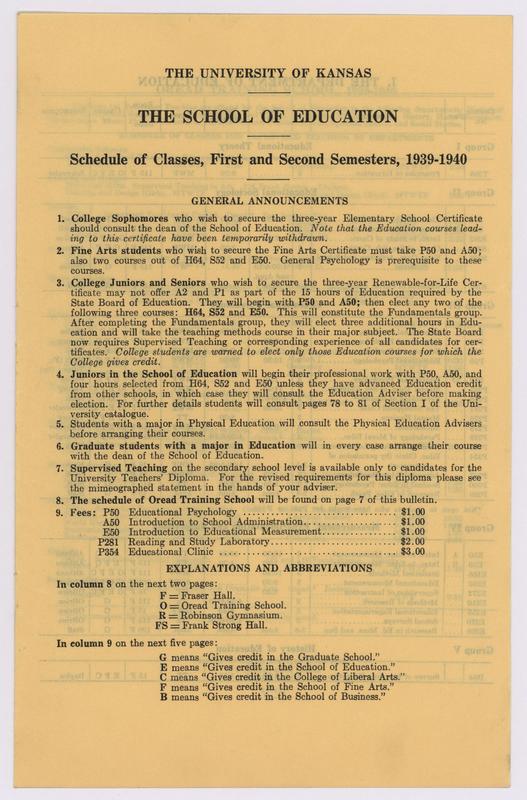 THE UNIVERSITY OF KANSAS
THE SCHOOL OF EDUCATION
Schedule of Classes, First and Second Semesters, 1939-1940
GENERAL ANNOUNCEMENTS
1. College Sophomores who wish to secure the three-year Elementary School Certificate
should consult the dean of the School of Education. Note that the Education courses lead-
ing to this certificate have been temporarily withdrawn.
2. Fine Arts students who wish to secure the Fine Arts Certificate must take P50 and A50;
also two courses out of H64, S52 and E50. General Psychology is prerequisite to these
courses.
3. College Juniors and Seniors who wish to secure the three-year Renewable-for-Life Cer-
tificate may not offer A2 and P1 as part of the 15 hours of Education required by the
State Board of Education. They will begin with P50 and A50; then elect any two of the
following three courses: H64, S52 and E50. This will constitute the Fundamentals group.
After completing the Fundamentals group, they will elect three additional hours in Edu-
cation and will take the teaching methods course in their major subject. The State Board
now requires Supervised Teaching or corresponding experience of all candidates for cer-
tificates. College students are warned to elect only those Education courses for which the
College gives credit.
4. Juniors in the School of Education will begin their professional work with P50, A50, and
four hours selected from H64, S52 and E50 unless they have advanced Education credit
from other schools, in which case they will consult the Education Adviser before making
election. For further details students will consult pages 78 to 81 of Section I of the Uni-
versity catalogue.
5. Students with a major in Physical Education will consult the Physical Education Advisers
before arranging their courses.
6. Graduate students with a major in Education will in every case arrange their course
with the dean of the School of Education.
7. Supervised Teaching on the secondary school level is available only to candidates for the
University Teachers' Diploma. For the revised requirements for this diploma please see
the mimeographed statement in the hands of your adviser.
8. The schedule of Oread Training School will be found on page 7 of this bulletin.
9. Fees: P50 Educational Psychology ................................ $1.00
A50 Introduction to School Administration................... $1.00
E50 Introduction to Educational Measurement............... $1.00
P281 Reading and Study Laboratory.......................... $2.00
P354 Educational Clinic ..................................... $3.00
EXPLANATIONS AND ABBREVIATIONS
In column 8 on the next two pages:
F = Fraser Hall.
O = Oread Training School.
R = Robinson Gymnasium.
FS = Frank Strong Hall.
In column 9 on the next five pages:
G means "Gives credit in the Graduate School."
E means "Gives credit in the School of Education."
C means "Gives credit in the College of Liberal Arts."
F means "Gives credit in the School of Fine Arts."
B means "Gives credit in the School of Business."